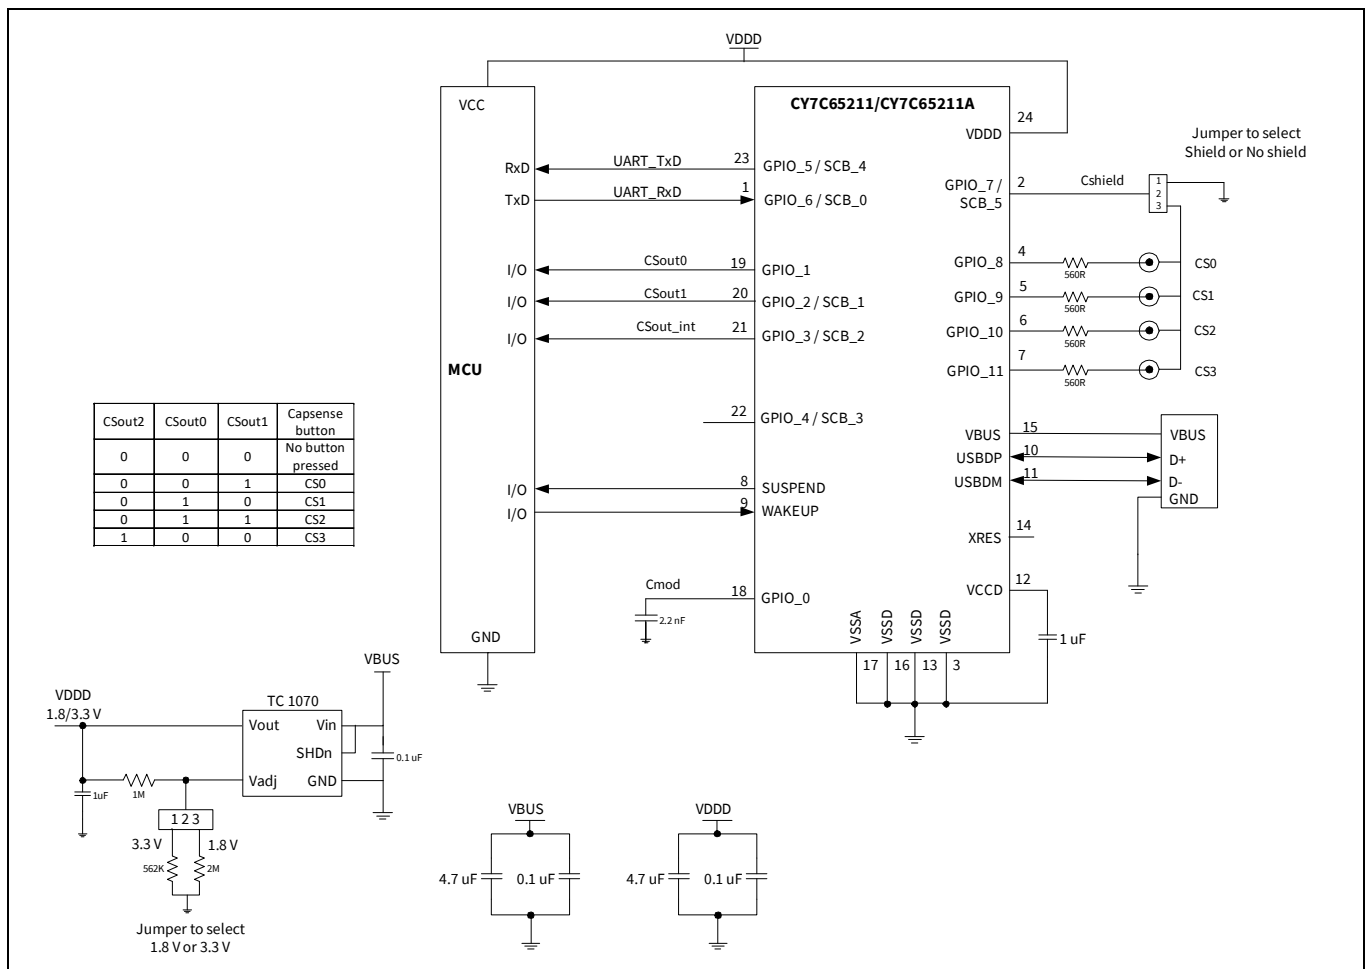 VDDD
VCC
CY7C65211/CY7C65211A
24
VDDD
Jumper to select
Shield or No shield
RxD
UART_TxD
23
GPIO_5 / SCB_4
TxD
UART_RxD
1
GPIO_6 / SCB_0
GPIO_7 /
SCB_5
2
Cshield
1
2
3
I/O
CSout0
19
GPIO_1
GPIO_8
4
560R
CS0
I/O
CSout1
20
GPIO_2 / SCB_1
GPIO_9
5
560R
CS1
I/O
CSout_int
21
GPIO_3 / SCB_2
GPIO_10
6
560R
CS2
MCU
GPIO_11
7
560R
CS3
CSout2 CSout0 CSout1 Capsense
button
0 0 0 No button
pressed
0 0 1 CS0
0 1 0 CS1
0 1 1 CS2
1 0 0 CS3
22
GPIO_4 / SCB_3
VBUS
15
VBUS
USBDP
10
D+
USBDM
11
D-
GND
I/O
8
SUSPEND
I/O
9
WAKEUP
XRES
14
Cmod
18
GPIO_0
2.2 nF
VCCD
12
1 uF
VSSA
VSSD
VSSD
VSSD
17
16
13
3
GND
VBUS
VDDD
1.8/3.3 V
TC 1070
Vout
Vin
SHDn
Vadj
GND
0.1 uF
1uF
1M
1 2 3
3.3 V
1.8 V
562K
2M
Jumper to select
1.8 V or 3.3 V
VBUS
4.7 uF
0.1 uF
VDDD
4.7 uF
0.1 uF